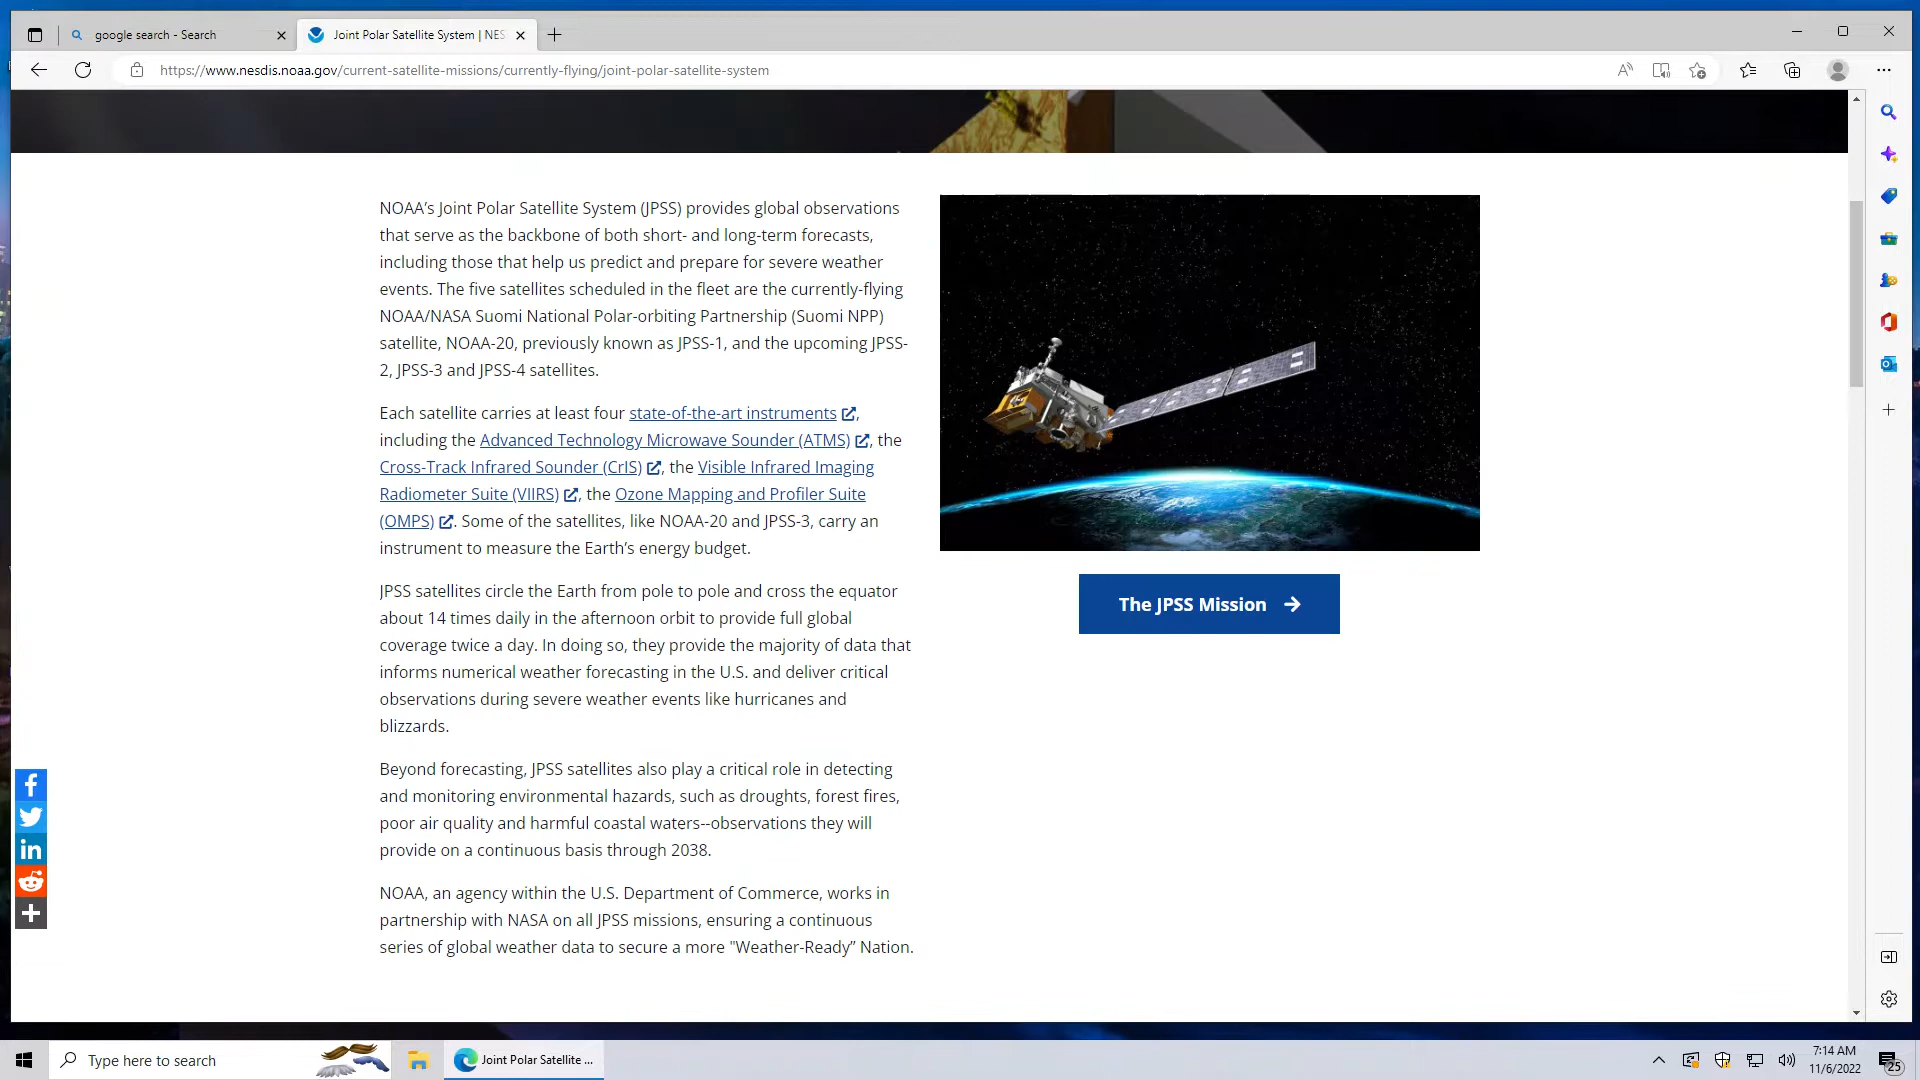 google search - Search
Joint Polar Satellite System | NES
https://www.nesdis.noaa.gov/current-satellite-missions/currently-flying/joint-polar-satellite-system
NOAA’s Joint Polar Satellite System (JPSS) provides global observations
that serve as the backbone of both short- and long-term forecasts,
including those that help us predict and prepare for severe weather
events. The five satellites scheduled in the fleet are the currently-flying
NOAA/NASA Suomi National Polar-orbiting Partnership (Suomi NPP)
satellite, NOAA-20, previously known as JPSS-1, and the upcoming JPSS-
2, JPSS-3 and JPSS-4 satellites.
Each satellite carries at least four state-of-the-art instruments,
including the Advanced Technology Microwave Sounder (ATMS), the
Cross-Track Infrared Sounder (CrIS), the Visible Infrared Imaging
Radiometer Suite (VIIRS), the Ozone Mapping and Profiler Suite
(OMPS). Some of the satellites, like NOAA-20 and JPSS-3, carry an
instrument to measure the Earth’s energy budget.
JPSS satellites circle the Earth from pole to pole and cross the equator
about 14 times daily in the afternoon orbit to provide full global
coverage twice a day. In doing so, they provide the majority of data that
informs numerical weather forecasting in the U.S. and deliver critical
observations during severe weather events like hurricanes and
blizzards.
Beyond forecasting, JPSS satellites also play a critical role in detecting
and monitoring environmental hazards, such as droughts, forest fires,
poor air quality and harmful coastal waters--observations they will
provide on a continuous basis through 2038.
NOAA, an agency within the U.S. Department of Commerce, works in
partnership with NASA on all JPSS missions, ensuring a continuous
series of global weather data to secure a more "Weather-Ready” Nation.
The JPSS Mission
Type here to search
Joint Polar Satellite ...
7:14 AM
11/6/2022
25